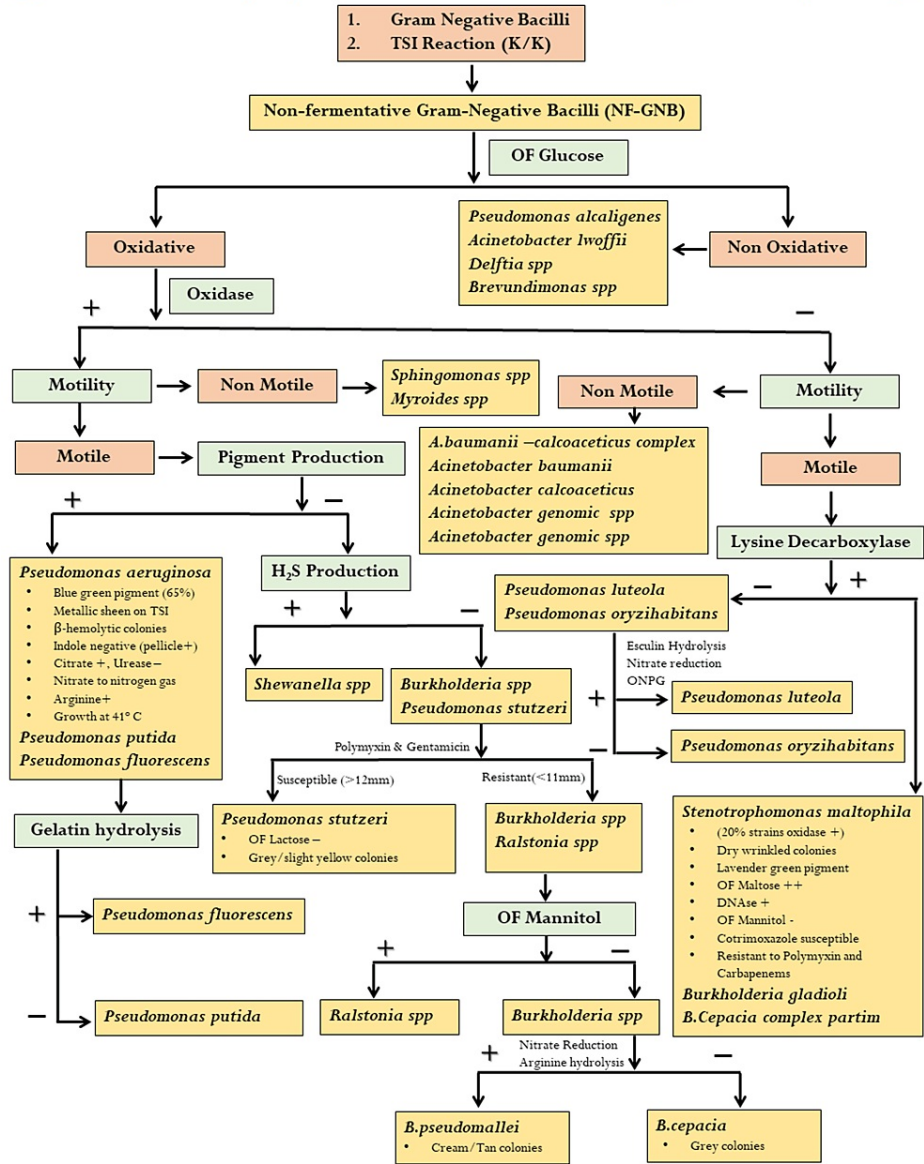 1. Gram Negative Bacilli
2. TSI Reaction (K/K)
Non-fermentative Gram-Negative Bacilli (NF-GNB)
OF Glucose
Pseudomonas alcaligenes
Acinetobacter lwoffii
Delftia spp
Brevundimonas spp
Oxidative
Non Oxidative
Oxidase
+
−
Motility
Non Motile
Sphingomonas spp
Myroides spp
Non Motile
Motility
Motile
Pigment Production
A.baumanii –calcoaceticus complex
Acinetobacter baumanii
Acinetobacter calcoaceticus
Acinetobacter genomic spp
Acinetobacter genomic spp
Motile
+
−
Lysine Decarboxylase
Pseudomonas aeruginosa
• Blue green pigment (65%)
• Metallic sheen on TSI
• β-hemolytic colonies
• Indole negative (pellicle+)
• Citrate +, Urease –
• Nitrate to nitrogen gas
• Arginine+
• Growth at 41° C
Pseudomonas putida
Pseudomonas fluorescens
H₂S Production
+
−
Pseudomonas luteola
Pseudomonas oryzihabitans
−
+
Shewanella spp
Burkholderia spp
Pseudomonas stutzeri
Esculin Hydrolysis
Nitrate reduction
ONPG
+
Pseudomonas luteola
−
Pseudomonas oryzihabitans
Polymyxin & Gentamicin
Susceptible (>12mm)
Resistant(<11mm)
Gelatin hydrolysis
Pseudomonas stutzeri
• OF Lactose –
• Grey/slight yellow colonies
Burkholderia spp
Ralstonia spp
Stenotrophomonas maltophila
• (20% strains oxidase +)
• Dry wrinkled colonies
• Lavender green pigment
• OF Maltose ++
• DNAse +
• OF Mannitol -
• Cotrimoxazole susceptible
• Resistant to Polymyxin and
Carbapenems
Burkholderia gladioli
B.Cepacia complex partim
+
Pseudomonas fluorescens
OF Mannitol
+
−
−
Pseudomonas putida
Ralstonia spp
Burkholderia spp
Nitrate Reduction
Arginine hydrolysis
+
−
B.pseudomallei
• Cream/Tan colonies
B.cepacia
• Grey colonies